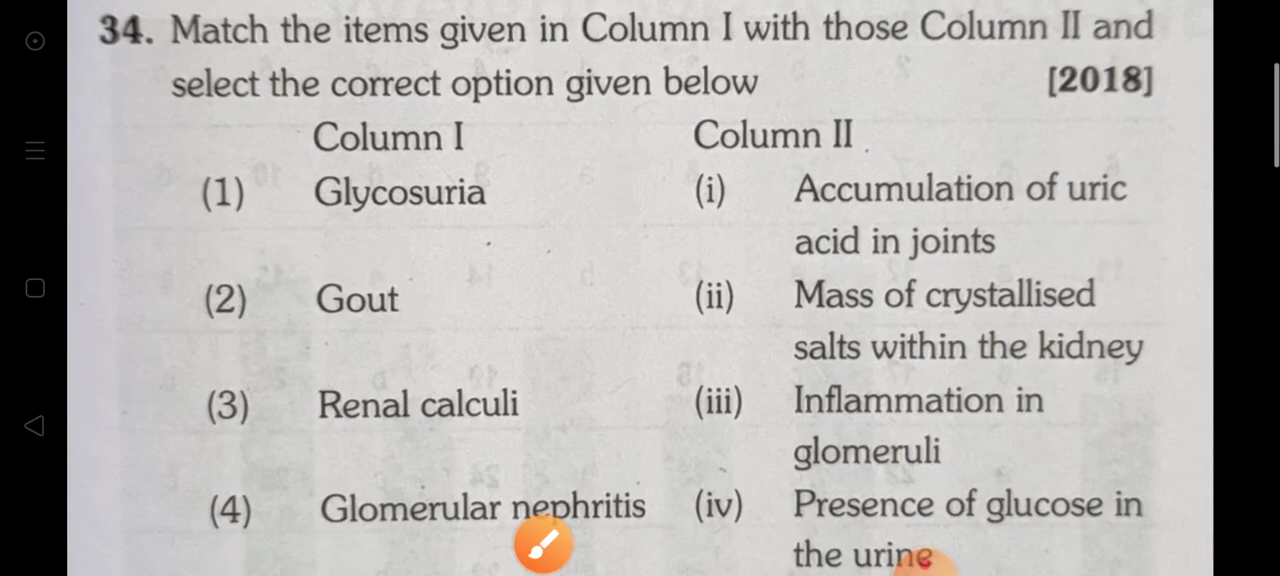 34. Match the items given in Column I with those Column II and
select the correct option given below [2018]
Column I Column II
(1) Glycosuria (i) Accumulation of uric
acid in joints
(2) Gout (ii) Mass of crystallised
salts within the kidney
(3) Renal calculi (iii) Inflammation in
glomeruli
(4) Glomerular nephritis (iv) Presence of glucose in
the urine